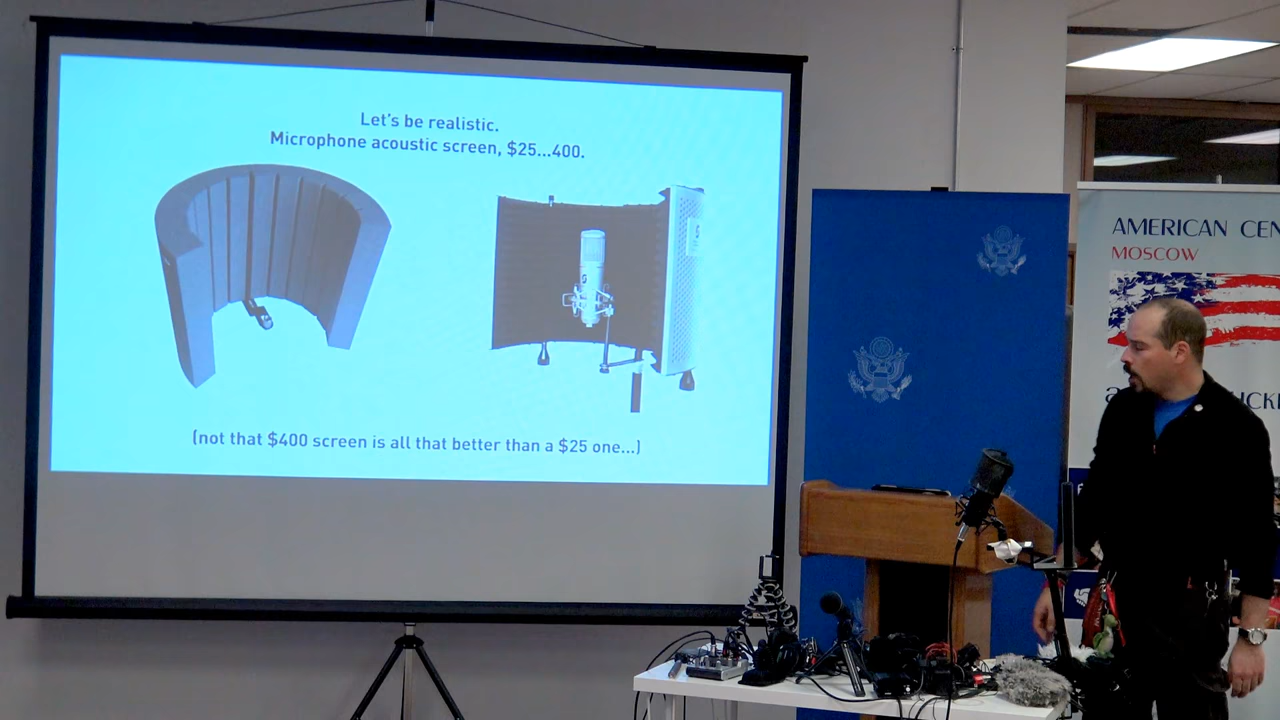 Let's be realistic.
Microphone acoustic screen, $25...400.
(not that $400 screen is all that better than a $25 one...)
AMERICAN CEN
MOSCOW